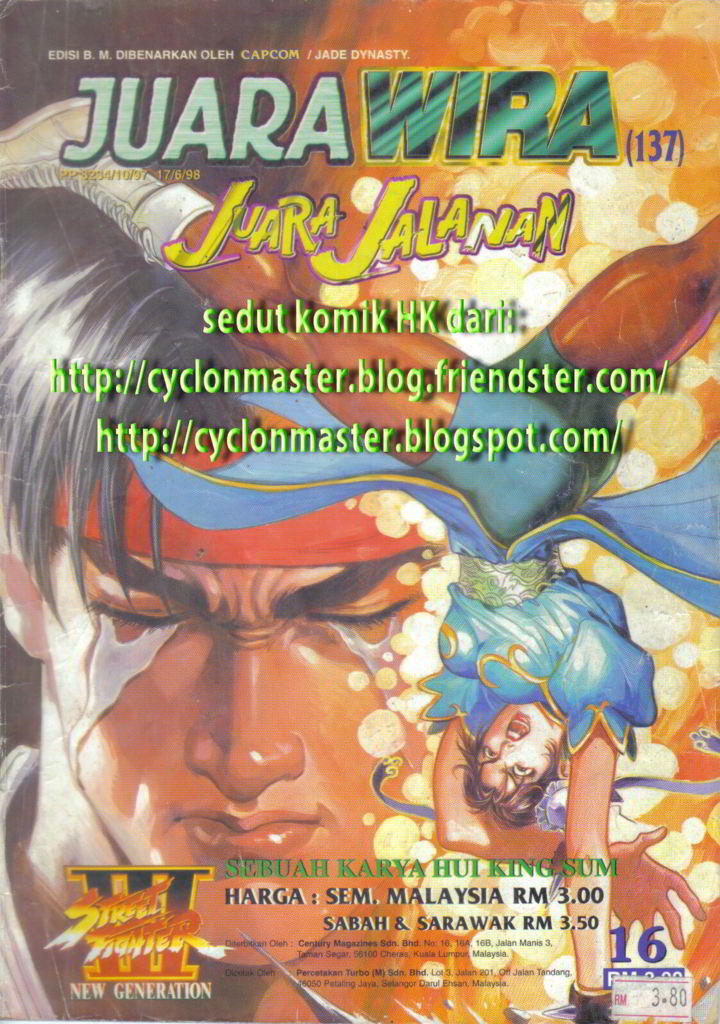 EDISI B. M. DIBENARKAN OLEH CAPCOM / JADE DYNASTY.
JUARA WIRA (137)
PP 3234/10/97 17/6/98
JUARA JALANAN
sedut komik HK dari:
http://cyclonmaster.blog.friendster.com/
http://cyclonmaster.blogspot.com/
SEBUAH KARYA HUI KING SUM
HARGA : SEM. MALAYSIA RM 3.00
SABAH & SARAWAK RM 3.50
Diterbitkan Oleh : Century Magazines Sdn. Bhd. No: 16, 16A, 16B, Jalan Manis 3,
Taman Segar, 56100 Cheras, Kuala Lumpur, Malaysia.
Dicetak Oleh : Percetakan Turbo (M) Sdn. Bhd. Lot 3, Jalan 201, Off Jalan Tandang,
46050 Petaling Jaya, Selangor Darul Ehsan, Malaysia.
III
STREET FIGHTER
NEW GENERATION
16
RM 3.80